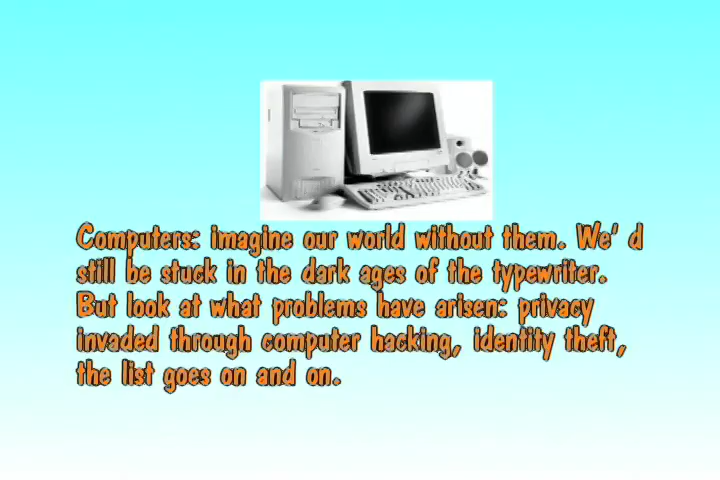 Computers: imagine our world without them. We' d
still be stuck in the dark ages of the typewriter.
But look at what problems have arisen: privacy
invaded through computer hacking, identity theft,
the list goes on and on.